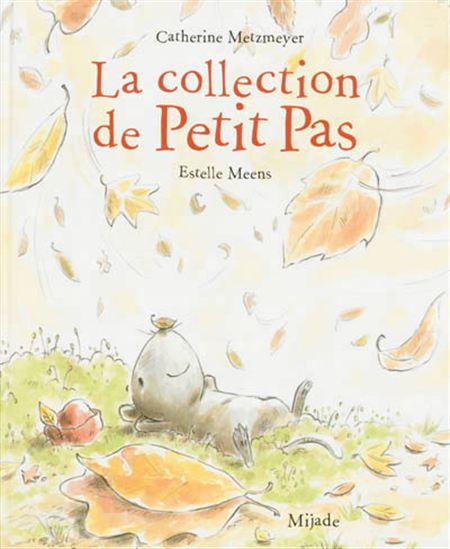 Catherine Metzmeyer
La collection
de Petit Pas
Estelle Meens
Mijade